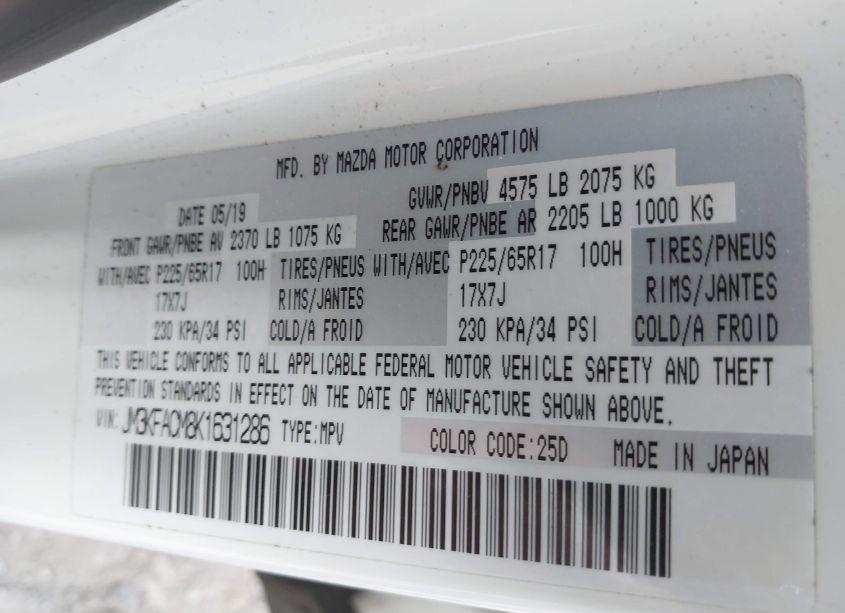 MFD. BY MAZDA MOTOR CORPORATION
DATE 05/19 GVWR/PNBV 4575 LB 2075 KG
FRONT GAWR/PNBE AV 2370 LB 1075 KG REAR GAWR/PNBE AR 2205 LB 1000 KG
WITH/AVEC P225/65R17 100H TIRES/PNEUS WITH/AVEC P225/65R17 100H TIRES/PNEUS
17X7J RIMS/JANTES 17X7J RIMS/JANTES
230 KPA/34 PSI COLD/A FROID 230 KPA/34 PSI COLD/A FROID
THIS VEHICLE CONFORMS TO ALL APPLICABLE FEDERAL MOTOR VEHICLE SAFETY AND THEFT
PREVENTION STANDARDS IN EFFECT ON THE DATE OF MANUFACTURE SHOWN ABOVE.
VIN: JM3KFACM8K1631286 TYPE:MPV COLOR CODE:25D MADE IN JAPAN